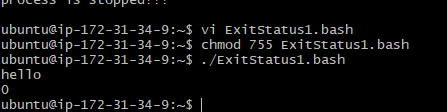 process is stopped!!!
ubuntu@ip-172-31-34-9:~$ vi ExitStatus1.bash
ubuntu@ip-172-31-34-9:~$ chmod 755 ExitStatus1.bash
ubuntu@ip-172-31-34-9:~$ ./ExitStatus1.bash
hello
0
ubuntu@ip-172-31-34-9:~$